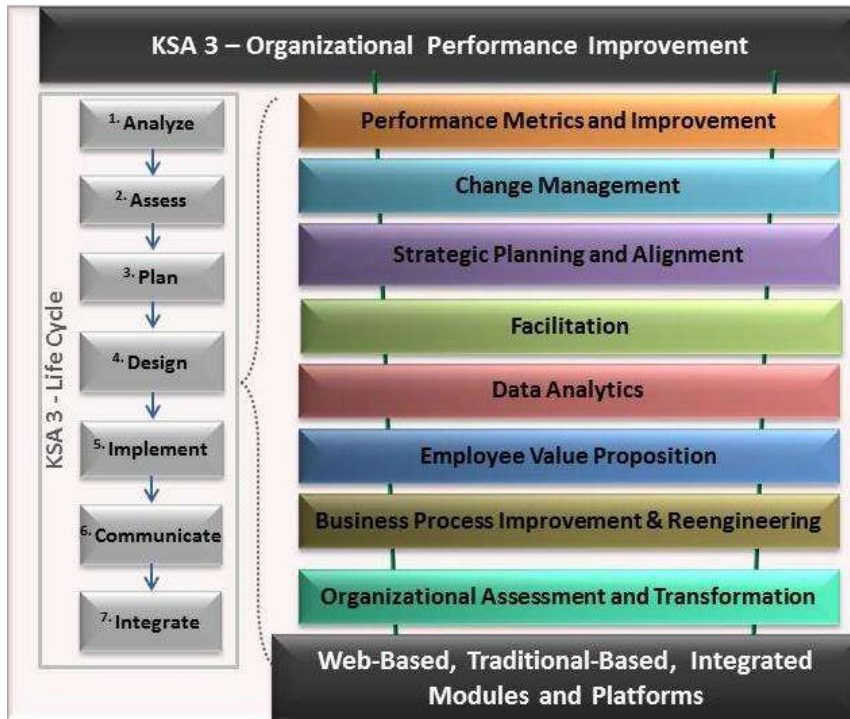 KSA 3 – Organizational Performance Improvement
KSA 3 - Life Cycle
1. Analyze
2. Assess
3. Plan
4. Design
5. Implement
6. Communicate
7. Integrate
Performance Metrics and Improvement
Change Management
Strategic Planning and Alignment
Facilitation
Data Analytics
Employee Value Proposition
Business Process Improvement & Reengineering
Organizational Assessment and Transformation
Web-Based, Traditional-Based, Integrated
Modules and Platforms